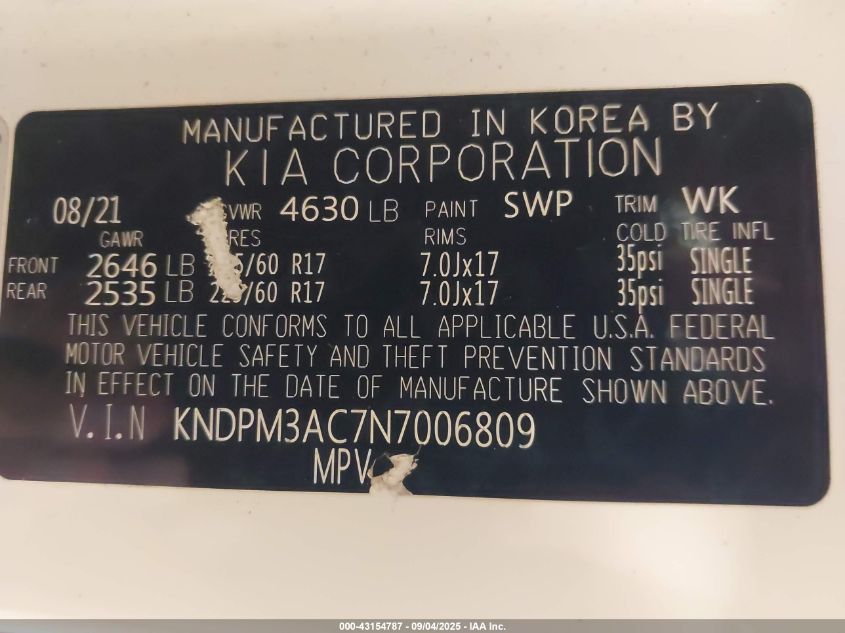 MANUFACTURED IN KOREA BY
KIA CORPORATION
08/21 GVWR 4630 LB PAINT SWP TRIM WK
GAWR RIMS COLD TIRE INFL
FRONT 2646 LB R17 7.0Jx17 35psi SINGLE
REAR 2535 LB R17 7.0Jx17 35psi SINGLE
THIS VEHICLE CONFORMS TO ALL APPLICABLE U.S.A. FEDERAL
MOTOR VEHICLE SAFETY AND THEFT PREVENTION STANDARDS
IN EFFECT ON THE DATE OF MANUFACTURE SHOWN ABOVE.
V.I.N KNDPM3AC7N7006809
MPV
000-43154787 - 09/04/2025 - IAA Inc.